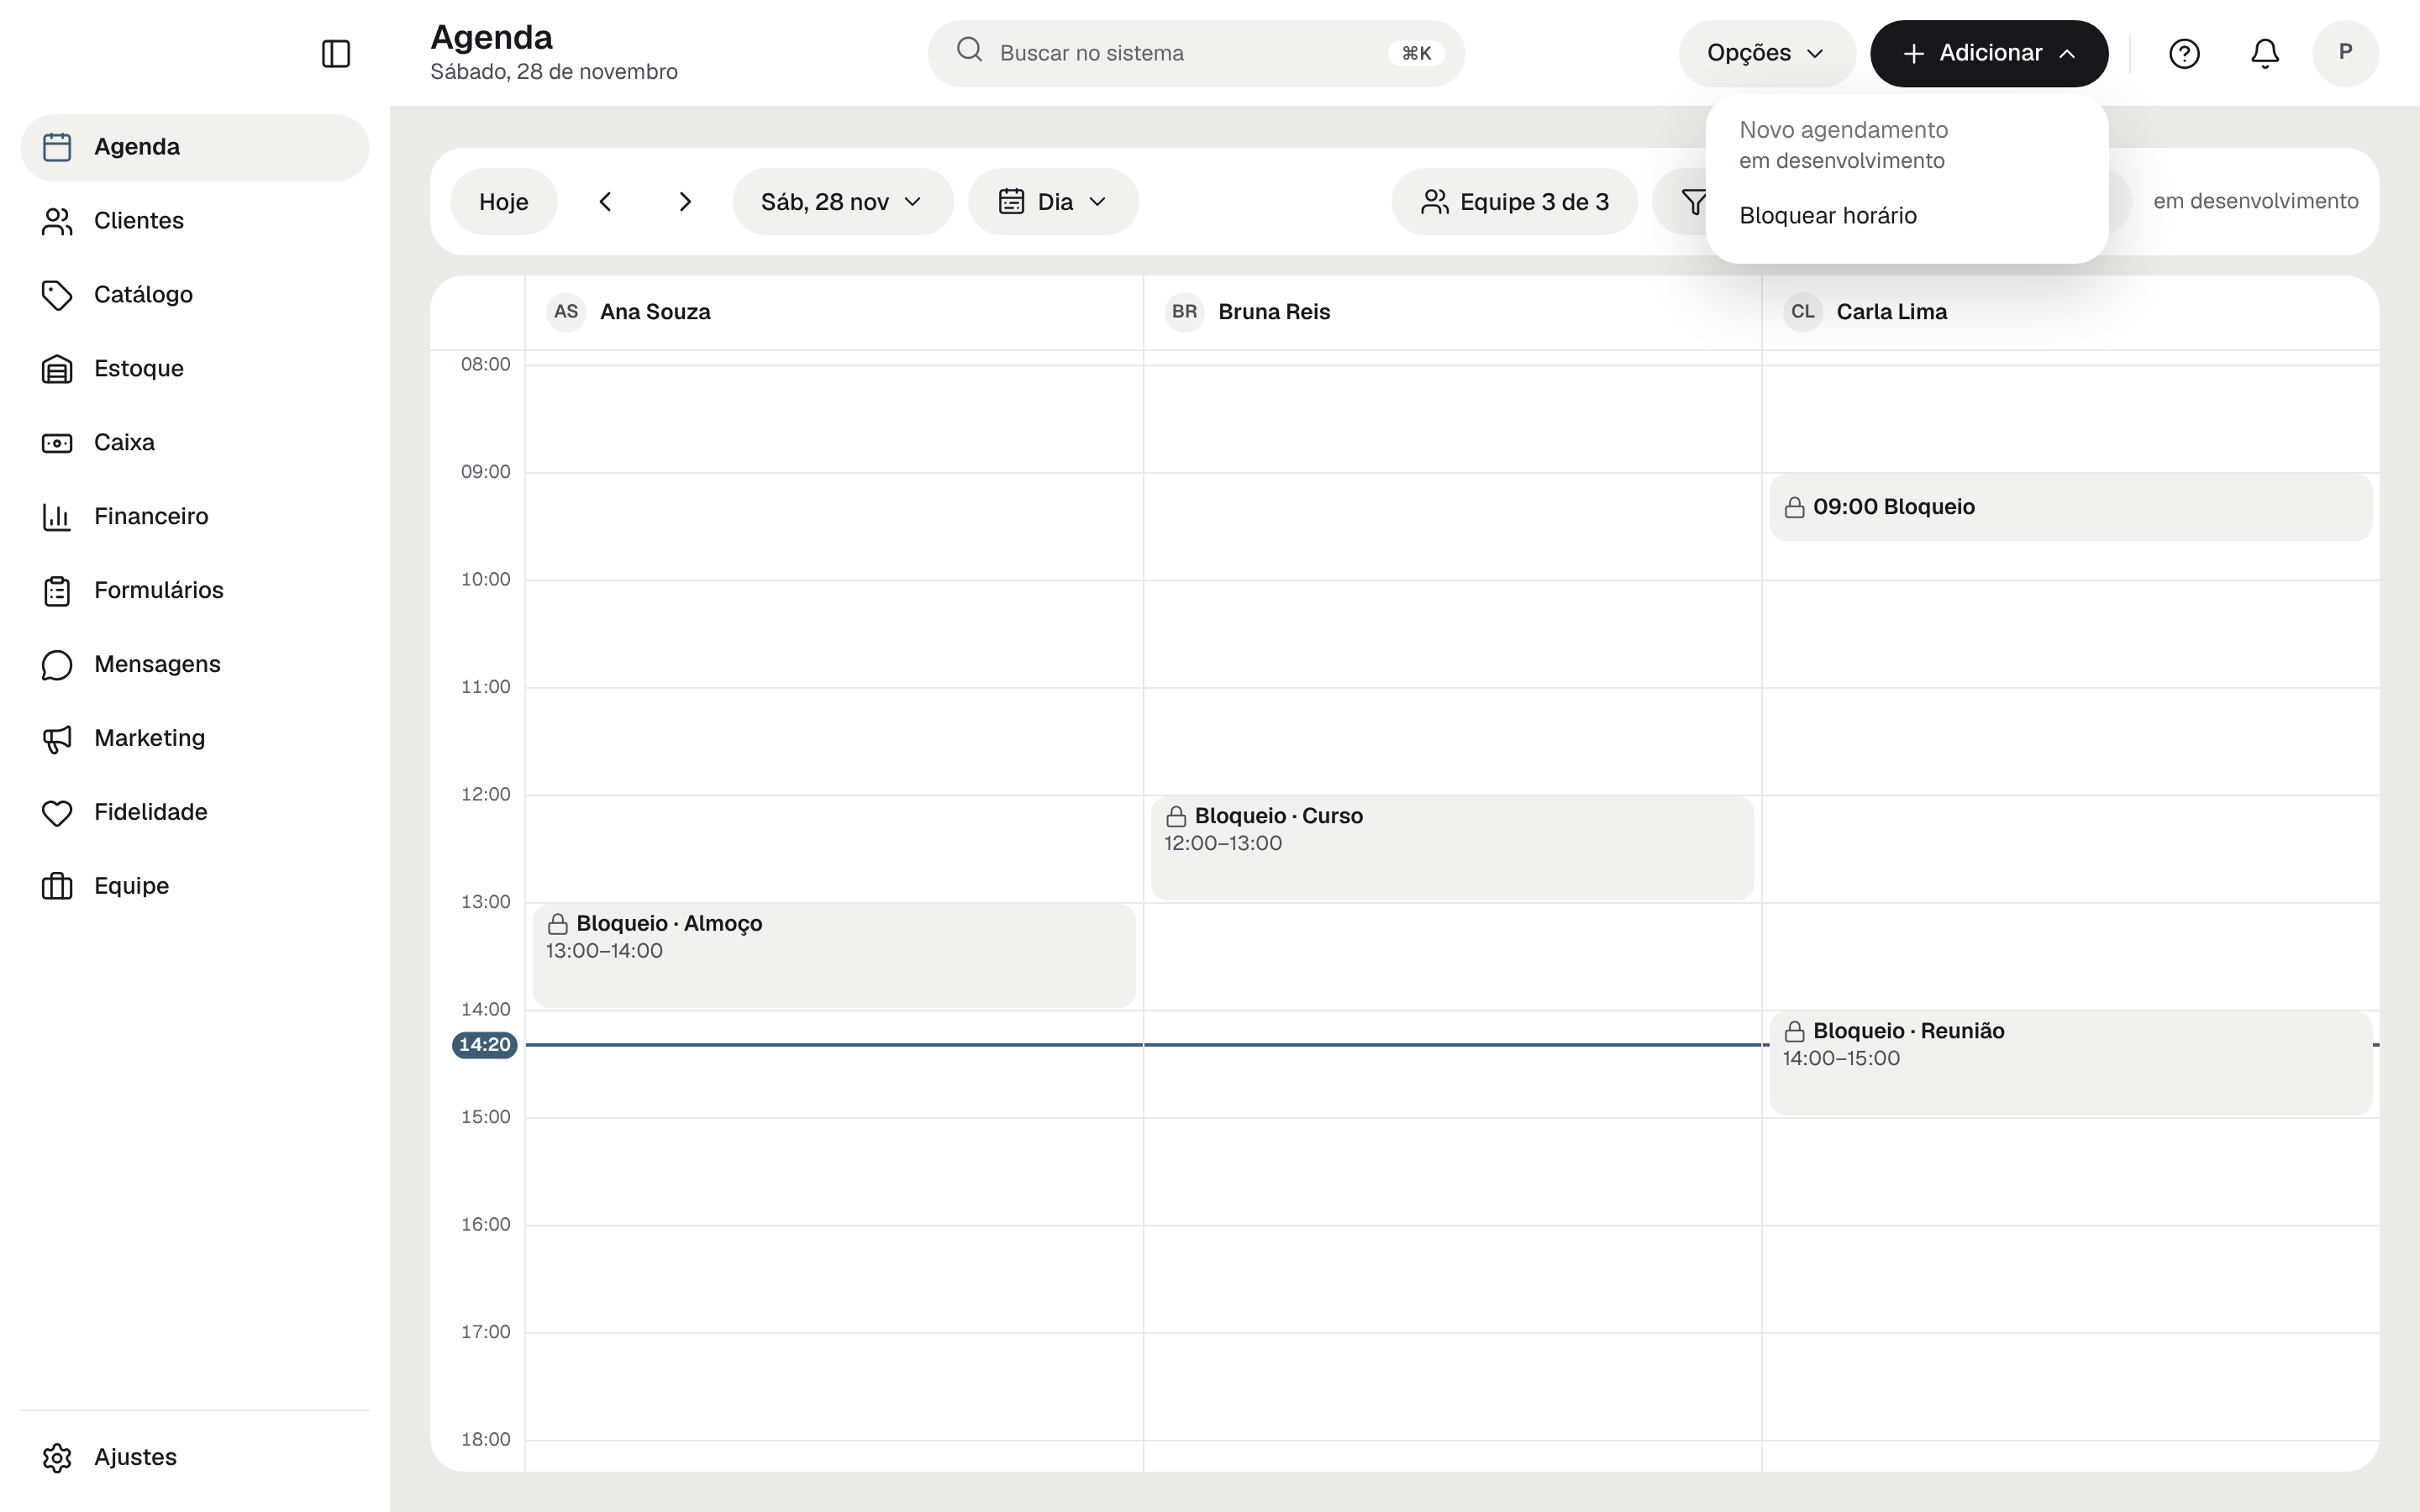 Agenda
Sábado, 28 de novembro
Buscar no sistema
⌘K
Opções
Adicionar
P
Novo agendamento
em desenvolvimento
Bloquear horário
Agenda
Clientes
Catálogo
Estoque
Caixa
Financeiro
Formulários
Mensagens
Marketing
Fidelidade
Equipe
Ajustes
Hoje
Sáb, 28 nov
Dia
Equipe 3 de 3
em desenvolvimento
AS Ana Souza
BR Bruna Reis
CL Carla Lima
08:00
09:00
09:00 Bloqueio
10:00
11:00
12:00
Bloqueio · Curso
12:00–13:00
13:00
Bloqueio · Almoço
13:00–14:00
14:00
Bloqueio · Reunião
14:00–15:00
14:20
15:00
16:00
17:00
18:00